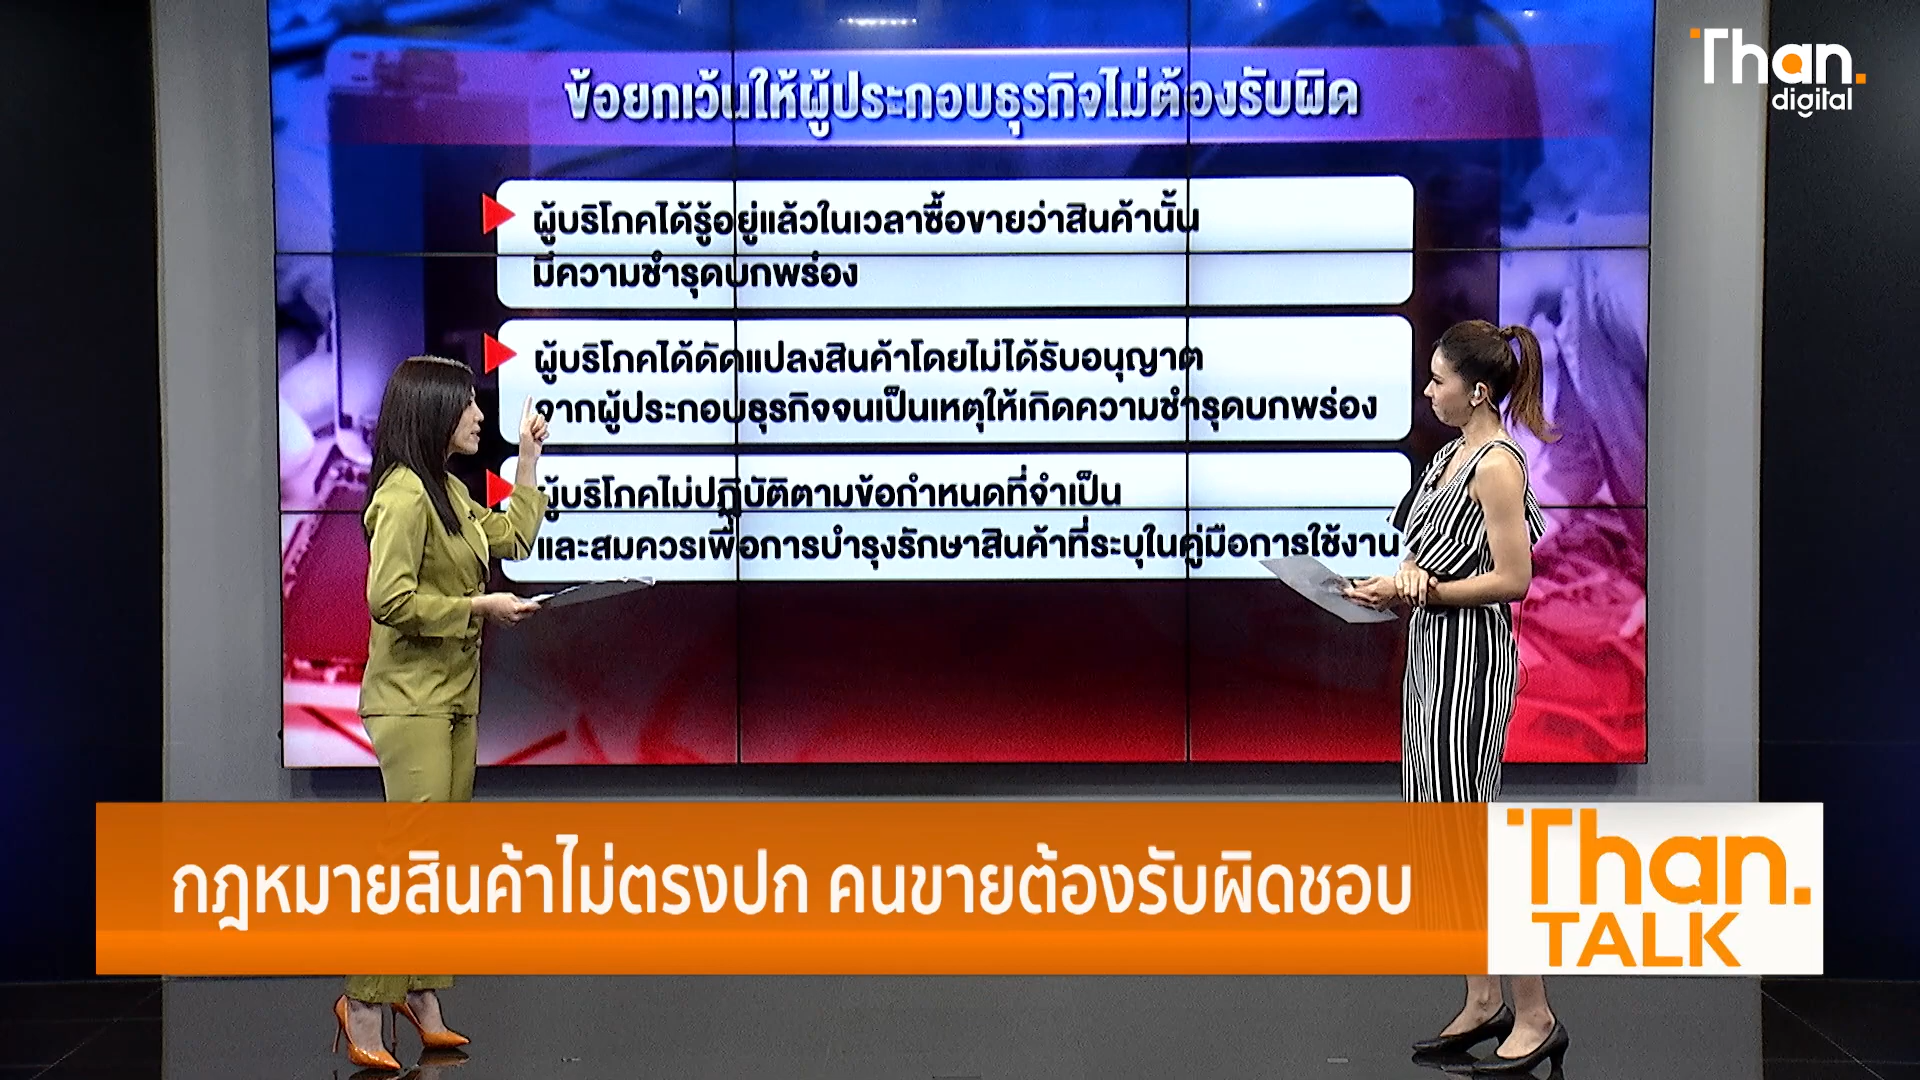 Than.
digital
ข้อยกเว้นให้ผู้ประกอบธุรกิจไม่ต้องรับผิด
ผู้บริโภคได้รู้อยู่แล้วในเวลาซื้อขายว่าสินค้านั้น
มีความชำรุดบกพร่อง
ผู้บริโภคได้ดัดแปลงสินค้าโดยไม่ได้รับอนุญาต
จากผู้ประกอบธุรกิจจนเป็นเหตุให้เกิดความชำรุดบกพร่อง
ผู้บริโภคไม่ปฏิบัติตามข้อกำหนดที่จำเป็น
และสมควรเพื่อการบำรุงรักษาสินค้าที่ระบุในคู่มือการใช้งาน
กฎหมายสินค้าไม่ตรงปก คนขายต้องรับผิดชอบ
Than.
TALK